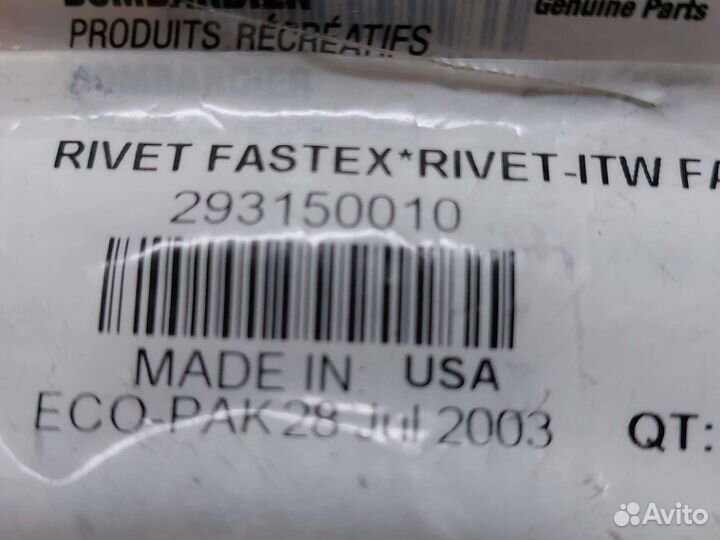 BOMBARDIER
Genuine Parts
PRODUITS RÉCRÉATIFS
RIVET FASTEX*RIVET-ITW FA
293150010
MADE IN USA
ECO-PAK 28 Jul 2003 QT:
Avito